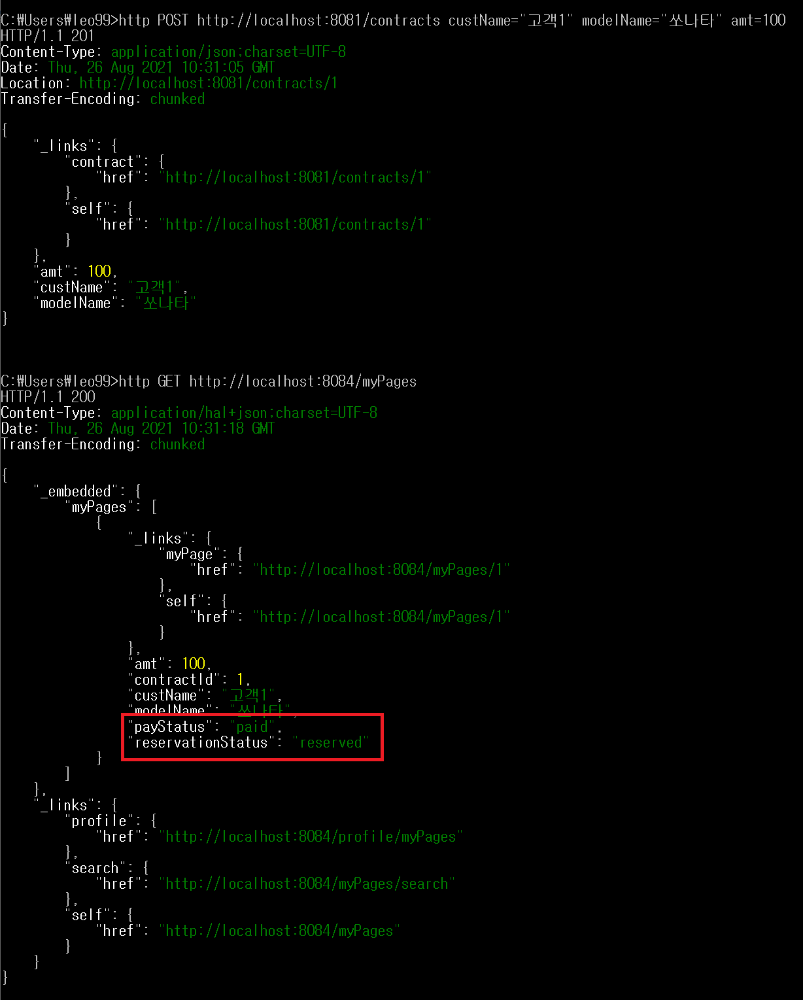 C:₩Users₩leo99>http POST http://localhost:8081/contracts custName="고객1" modelName="쏘나타" amt=100
HTTP/1.1 201
Content-Type: application/json;charset=UTF-8
Date: Thu, 26 Aug 2021 10:31:05 GMT
Location: http://localhost:8081/contracts/1
Transfer-Encoding: chunked
{
    "_links": {
        "contract": {
            "href": "http://localhost:8081/contracts/1"
        },
        "self": {
            "href": "http://localhost:8081/contracts/1"
        }
    },
    "amt": 100,
    "custName": "고객1",
    "modelName": "쏘나타"
}
C:₩Users₩leo99>http GET http://localhost:8084/myPages
HTTP/1.1 200
Content-Type: application/hal+json;charset=UTF-8
Date: Thu, 26 Aug 2021 10:31:18 GMT
Transfer-Encoding: chunked
{
    "_embedded": {
        "myPages": [
            {
                "_links": {
                    "myPage": {
                        "href": "http://localhost:8084/myPages/1"
                    },
                    "self": {
                        "href": "http://localhost:8084/myPages/1"
                    }
                },
                "amt": 100,
                "contractId": 1,
                "custName": "고객1",
                "modelName": "쏘나타",
                "payStatus": "paid",
                "reservationStatus": "reserved"
            }
        ]
    },
    "_links": {
        "profile": {
            "href": "http://localhost:8084/profile/myPages"
        },
        "search": {
            "href": "http://localhost:8084/myPages/search"
        },
        "self": {
            "href": "http://localhost:8084/myPages"
        }
    }
}